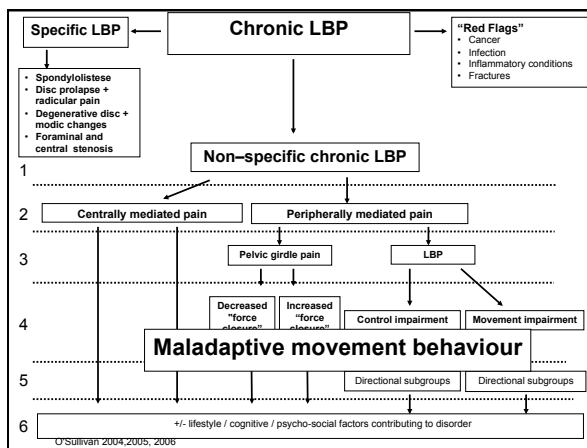 Specific LBP
Chronic LBP
“Red Flags”
• Cancer
• Infection
• Inflammatory conditions
• Fractures
• Spondylolistese
• Disc prolapse +
radicular pain
• Degenerative disc +
modic changes
• Foraminal and
central stenosis
Non–specific chronic LBP
1
2
Centrally mediated pain
Peripherally mediated pain
3
Pelvic girdle pain
LBP
4
Decreased
"force
closure"
Increased
“force
closure”
Control impairment
Movement impairment
Maladaptive movement behaviour
5
Directional subgroups
Directional subgroups
6
+/- lifestyle / cognitive / psycho-social factors contributing to disorder
O'Sullivan 2004,2005, 2006